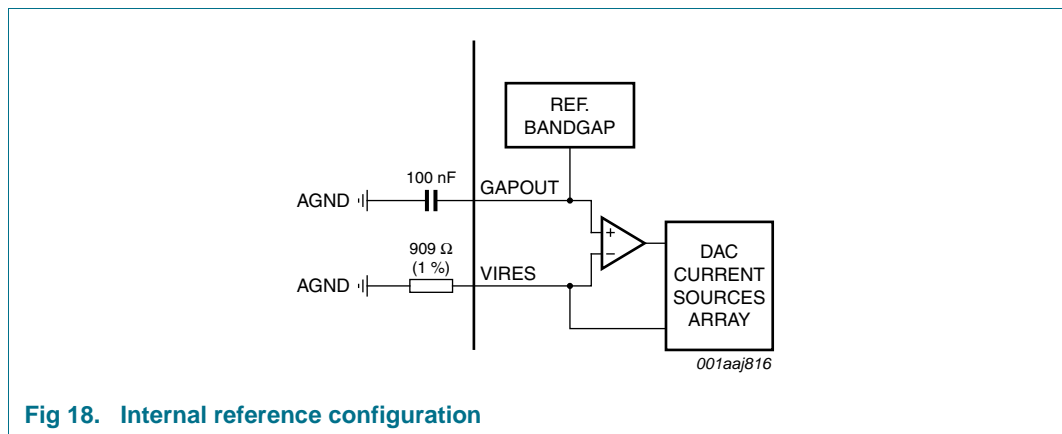 REF.
BANDGAP
100 nF
GAPOUT
AGND
+
909 Ω
(1 %)
−
VIRES
AGND
DAC
CURRENT
SOURCES
ARRAY
001aaj816
Fig 18. Internal reference configuration